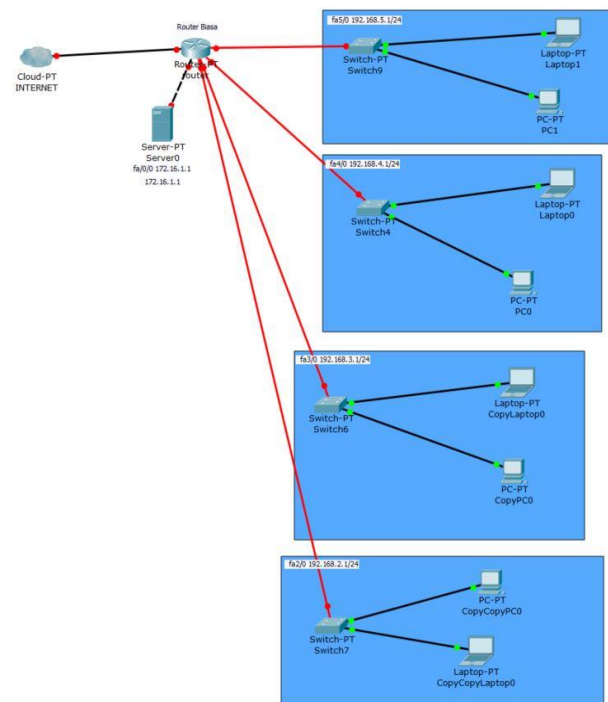 Router Biasa
Router-PT
router
Cloud-PT
INTERNET
Server-PT
Server0
fa/0/0 172.16.1.1
172.16.1.1
fa5/0 192.168.5.1/24
Switch-PT
Switch9
Laptop-PT
Laptop1
PC-PT
PC1
fa4/0 192.168.4.1/24
Switch-PT
Switch4
Laptop-PT
Laptop0
PC-PT
PC0
fa3/0 192.168.3.1/24
Switch-PT
Switch6
Laptop-PT
CopyLaptop0
PC-PT
CopyPC0
fa2/0 192.168.2.1/24
Switch-PT
Switch7
PC-PT
CopyCopyPC0
Laptop-PT
CopyCopyLaptop0